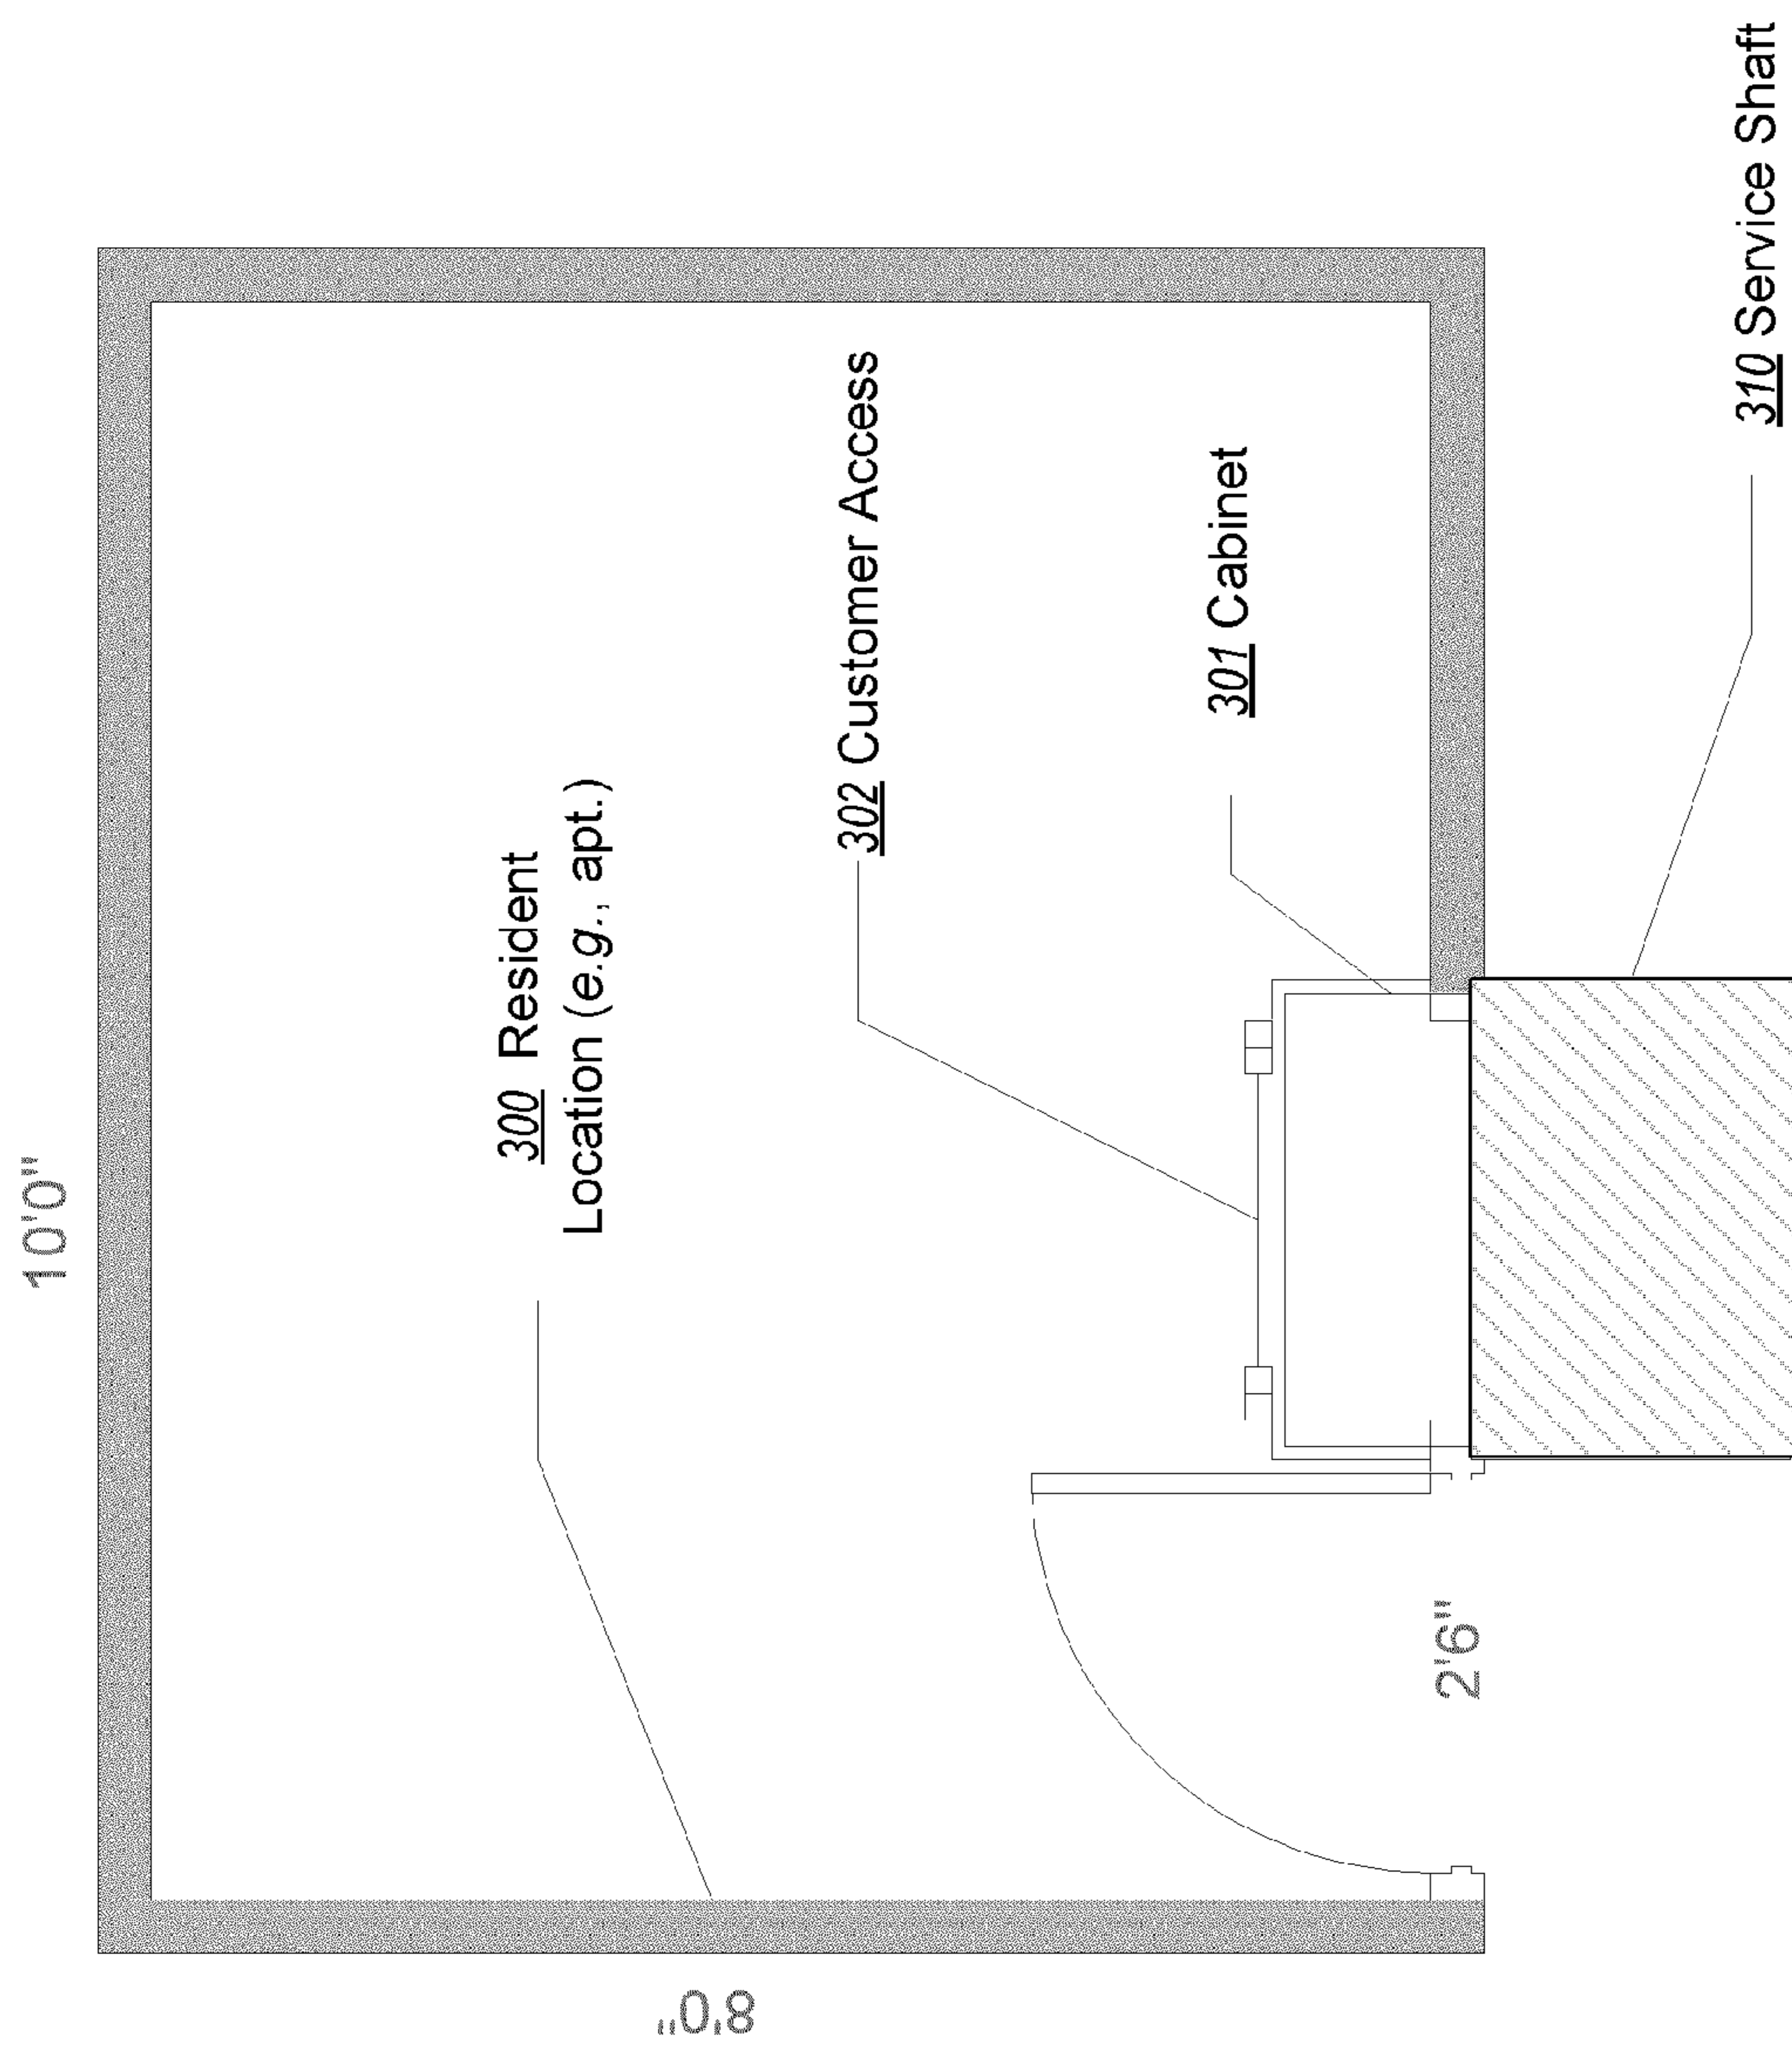 10'0"
8'0"
300 Resident
Location (e.g., apt.)
302 Customer Access
301 Cabinet
2'6"
310 Service Shaft